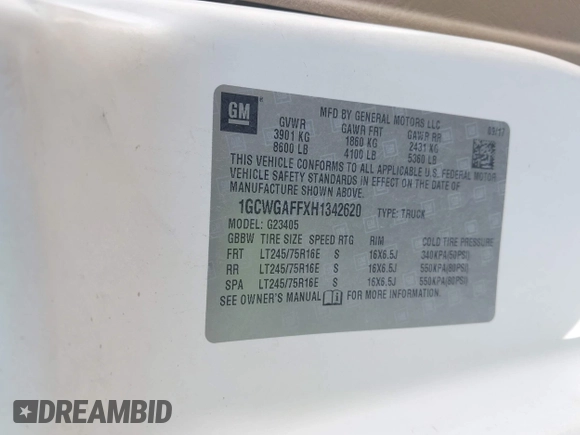 GM
MFD BY GENERAL MOTORS LLC
05/17
GVWR GAWR FRT GAWR RR
3901 KG 1860 KG 2431 KG
8600 LB 4100 LB 5360 LB
THIS VEHICLE CONFORMS TO ALL APPLICABLE U.S. FEDERAL MOTOR
VEHICLE SAFETY STANDARDS IN EFFECT ON THE DATE OF
MANUFACTURE SHOWN ABOVE.
1GCWGAFFXH1342620 TYPE: TRUCK
MODEL: G23405
GBBW TIRE SIZE SPEED RTG RIM COLD TIRE PRESSURE
FRT LT245/75R16E S 16X6.5J 340KPA(50PSI)
RR LT245/75R16E S 16X6.5J 550KPA(80PSI)
SPA LT245/75R16E S 16X6.5J 550KPA(80PSI)
SEE OWNER'S MANUAL FOR MORE INFORMATION.
DREAMBID